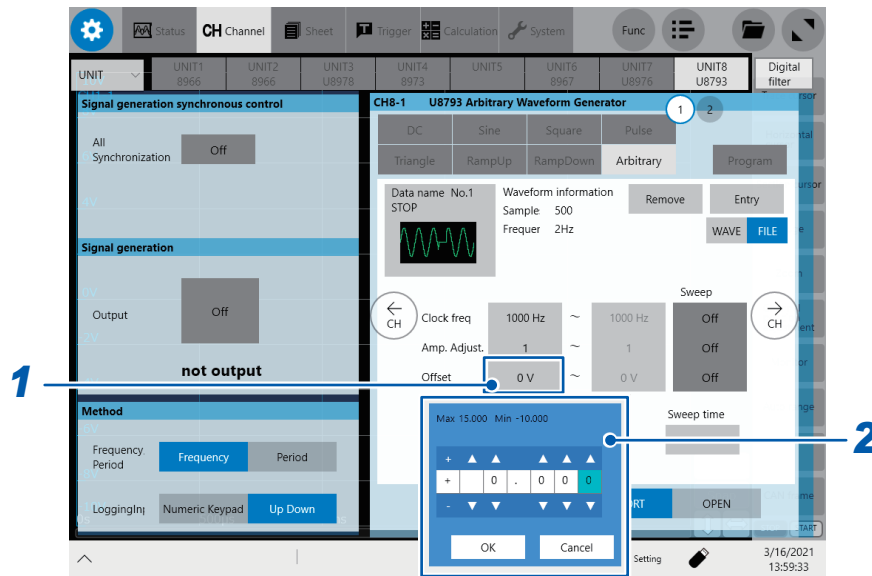 Status CH Channel Sheet Trigger Calculation System Func
UNIT UNIT1 UNIT2 UNIT3 UNIT4 UNIT5 UNIT6 UNIT7 UNIT8 Digital
8966 8966 U8978 8973 8967 U8976 U8793 filter
Signal generation synchronous control
CH8-1 U8793 Arbitrary Waveform Generator 1 2
DC Sine Square Pulse
All
Synchronization Off
Triangle RampUp RampDown Arbitrary Program
Data name No.1 Waveform information Remove Entry
STOP Sample 500
Frequer 2Hz WAVE FILE
4V
Signal generation
0V
Output Off
not output
Sweep
← CH → CH
Clock freq 1000 Hz ~ 1000 Hz Off
Amp. Adjust. 1 ~ 1 Off
Offset 0 V ~ 0 V Off
1
Method
Max 15.000 Min -10.000 Sweep time
2
Frequency.
Period Frequency Period
+ ▲ ▲ ▲ ▲ ▲
+ 0 . 0 0 0
- ▼ ▼ ▼ ▼ ▼
LoggingInț Numeric Keypad Up Down
OPEN
OK Cancel
START
Setting 3/16/2021
13:59:33